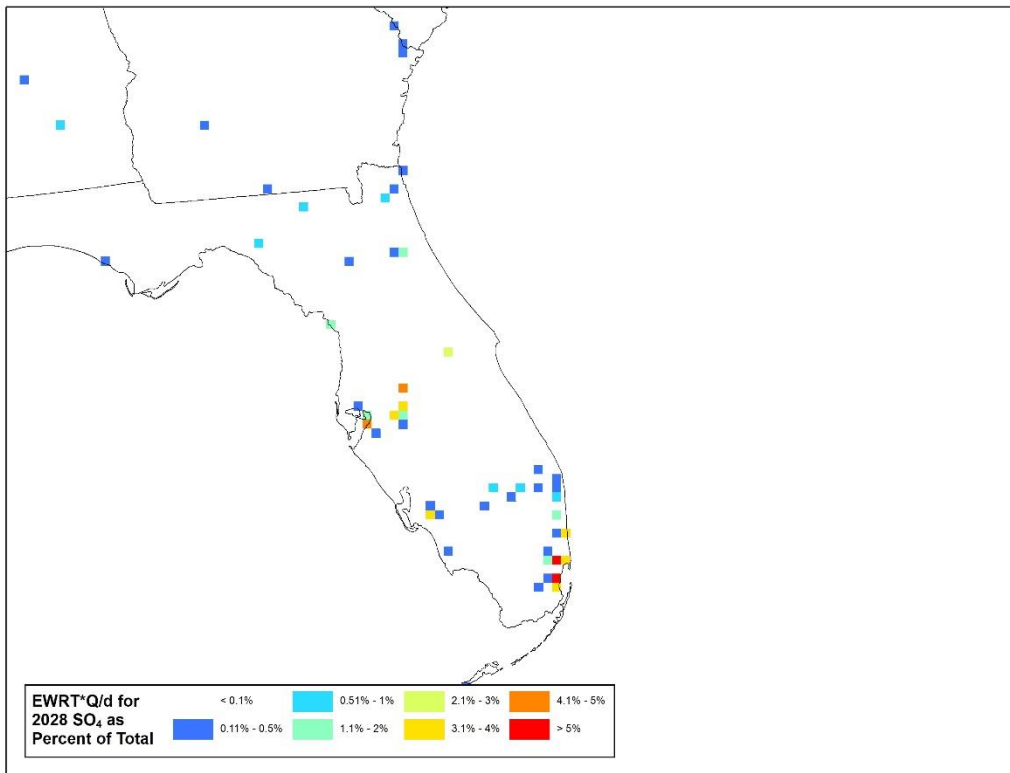 EWRT*Q/d for
2028 SO₄ as
Percent of Total
< 0.1%
0.51% - 1%
2.1% - 3%
4.1% - 5%
0.11% - 0.5%
1.1% - 2%
3.1% - 4%
> 5%